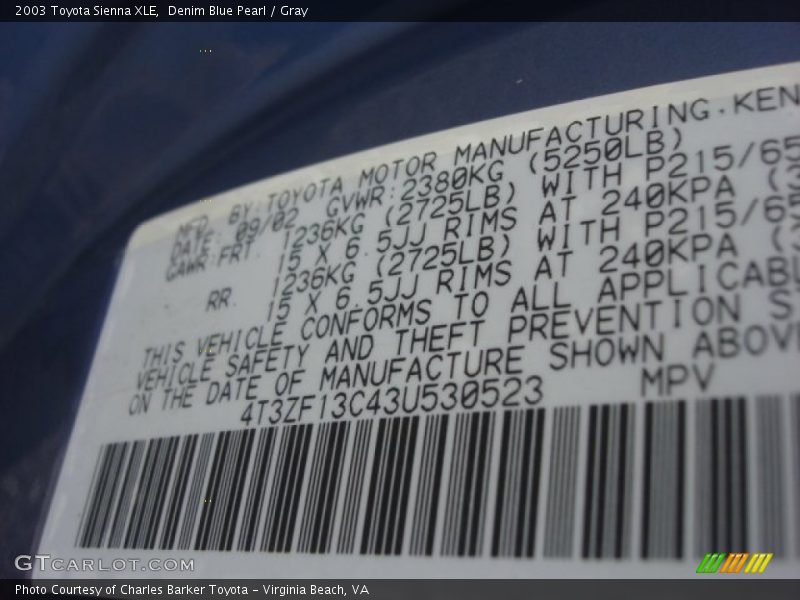 2003 Toyota Sienna XLE,  Denim Blue Pearl / Gray
MFD. BY:TOYOTA MOTOR MANUFACTURING.KEN
DATE: 09/02 GVWR:2380KG (5250LB)
GAWR:FRT. 1236KG (2725LB) WITH P215/65
15 X 6.5JJ RIMS AT 240KPA (3
RR. 1236KG (2725LB) WITH P215/65
15 X 6.5JJ RIMS AT 240KPA (3
THIS VEHICLE CONFORMS TO ALL APPLICABL
VEHICLE SAFETY AND THEFT PREVENTION S
ON THE DATE OF MANUFACTURE SHOWN ABOVE
4T3ZF13C43U530523 MPV
GTCARLOT.COM
Photo Courtesy of Charles Barker Toyota – Virginia Beach, VA